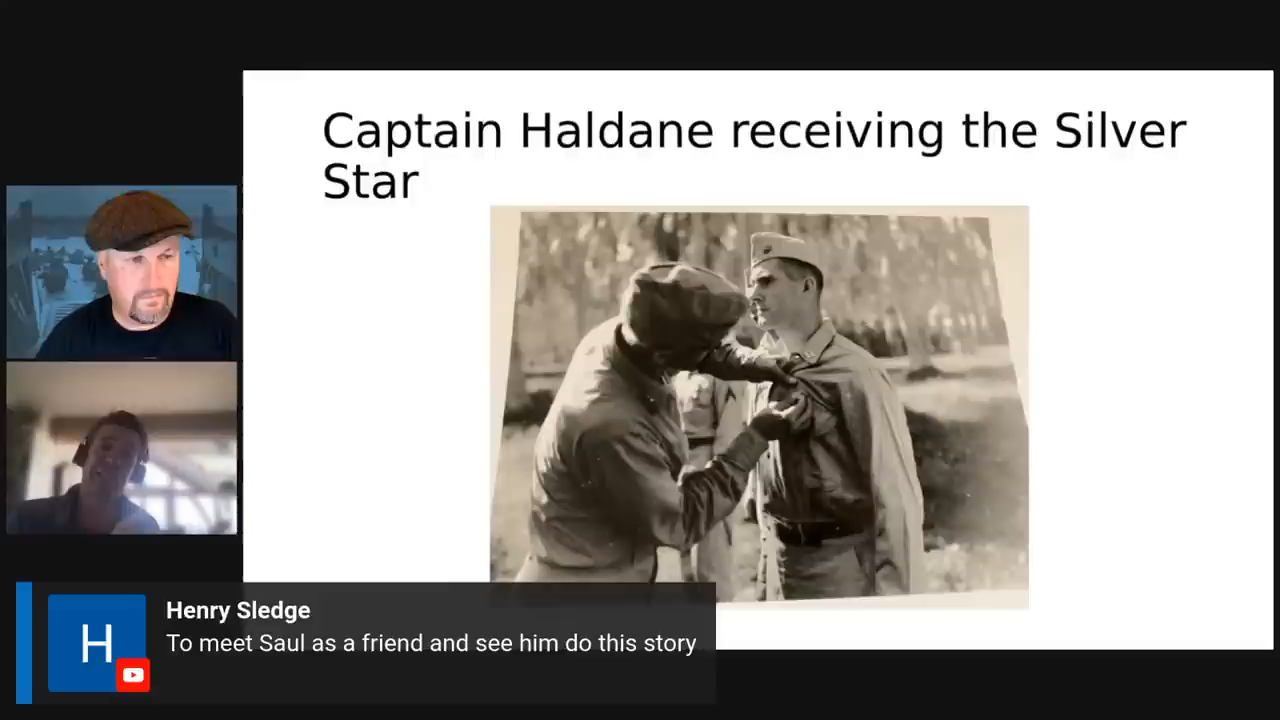 Captain Haldane receiving the Silver
Star
H
Henry Sledge
To meet Saul as a friend and see him do this story